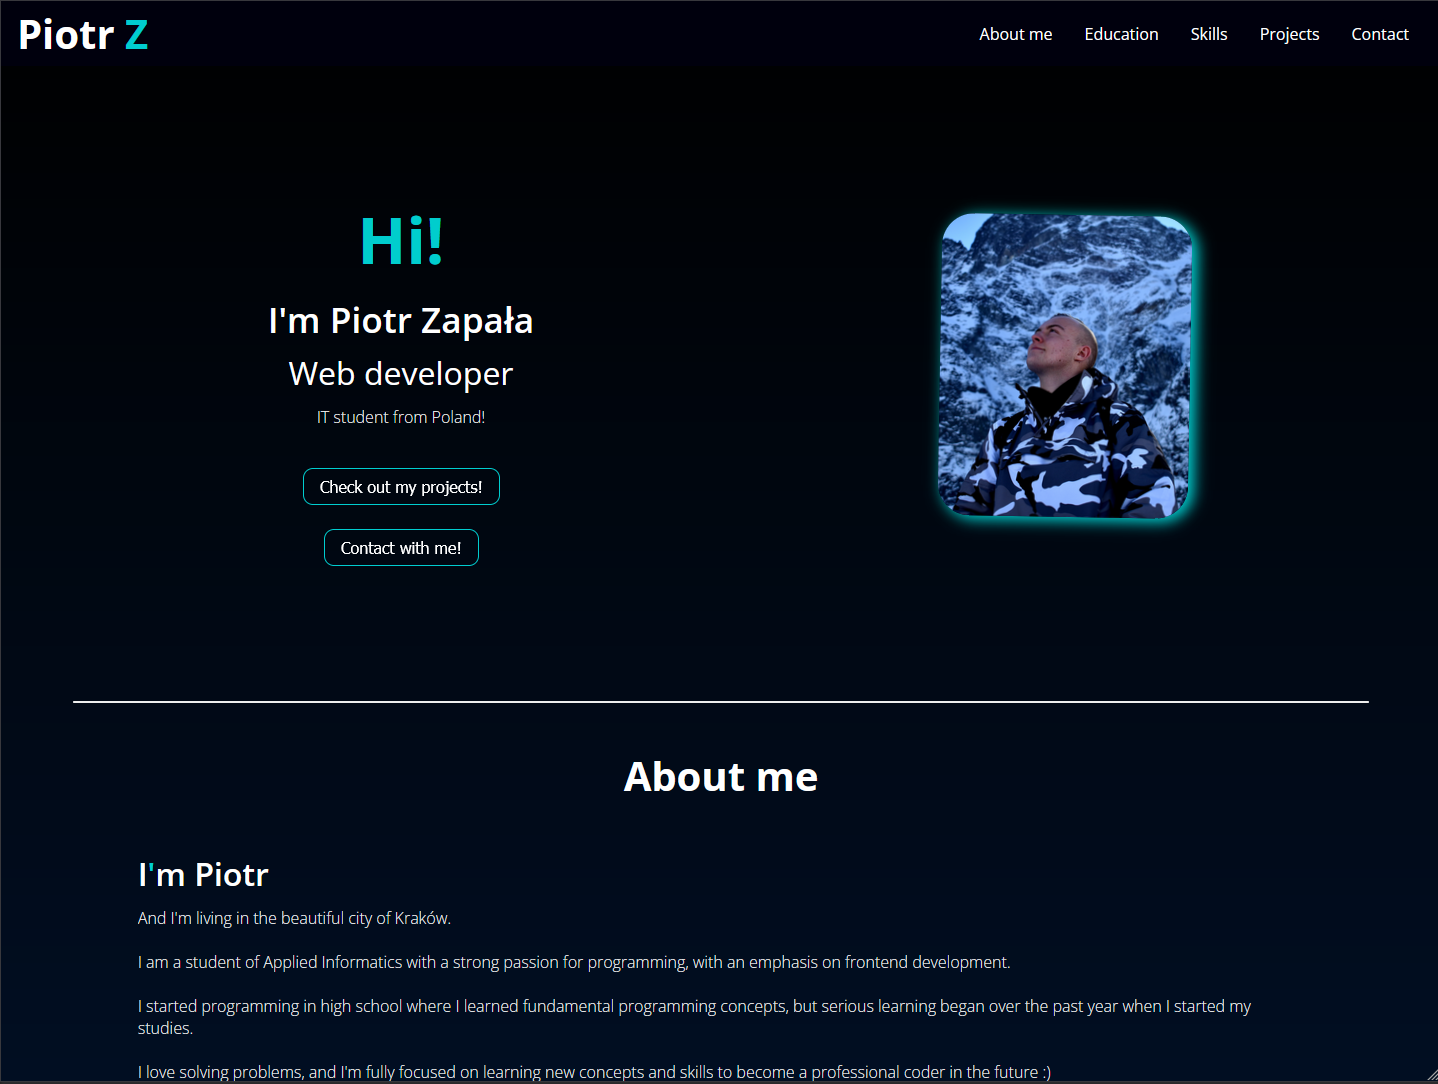 Piotr Z
About me Education Skills Projects Contact
Hi!
I'm Piotr Zapała
Web developer
IT student from Poland!
Check out my projects!
Contact with me!
About me
I'm Piotr
And I'm living in the beautiful city of Kraków.
I am a student of Applied Informatics with a strong passion for programming, with an emphasis on frontend development.
I started programming in high school where I learned fundamental programming concepts, but serious learning began over the past year when I started my
studies.
I love solving problems, and I'm fully focused on learning new concepts and skills to become a professional coder in the future :)